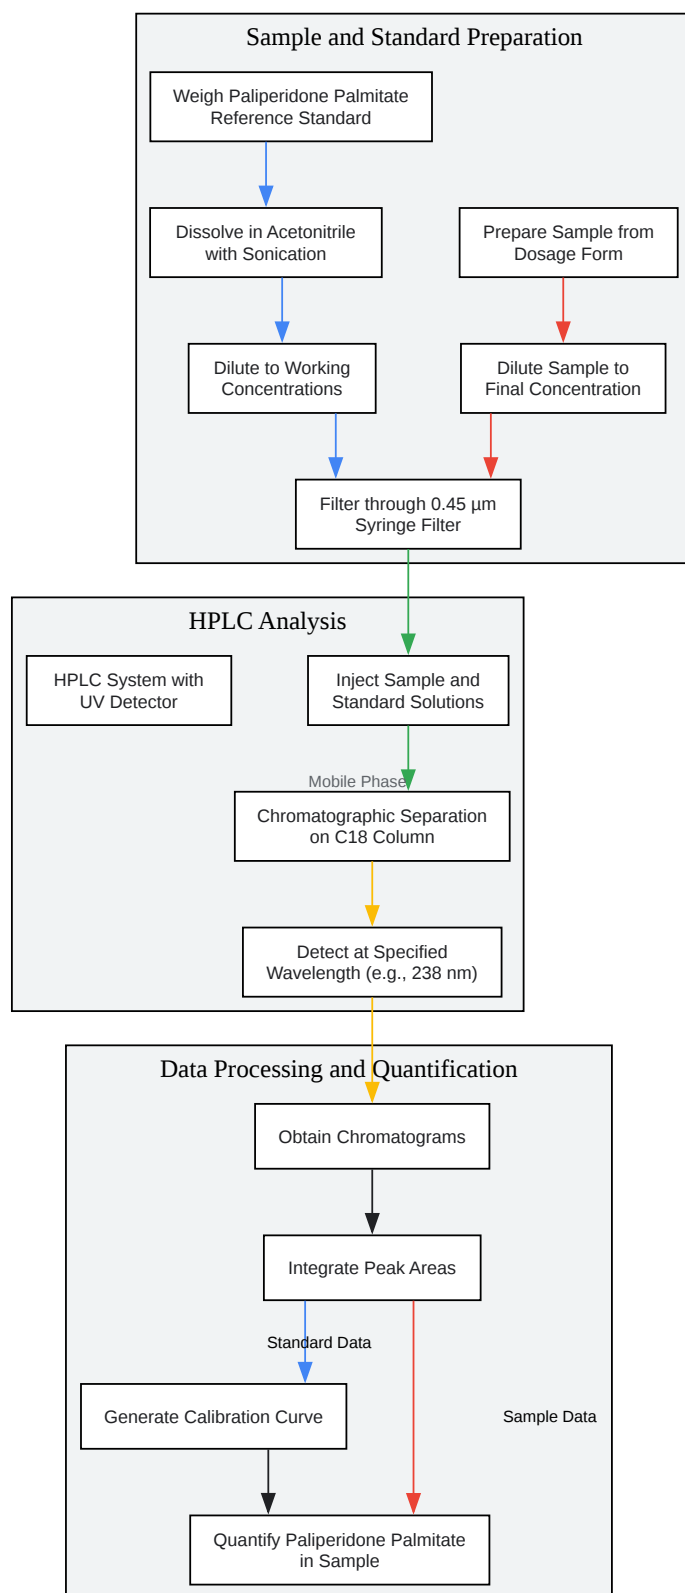 Sample and Standard Preparation
Weigh Paliperidone Palmitate
Reference Standard
Dissolve in Acetonitrile
with Sonication
Prepare Sample from
Dosage Form
Dilute to Working
Concentrations
Dilute Sample to
Final Concentration
Filter through 0.45 µm
Syringe Filter
HPLC Analysis
HPLC System with
UV Detector
Inject Sample and
Standard Solutions
Mobile Phase
Chromatographic Separation
on C18 Column
Detect at Specified
Wavelength (e.g., 238 nm)
Data Processing and Quantification
Obtain Chromatograms
Integrate Peak Areas
Standard Data
Generate Calibration Curve
Sample Data
Quantify Paliperidone Palmitate
in Sample